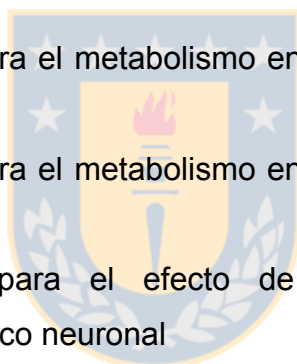 ra el metabolismo en
ra el metabolismo en
para el efecto de
co neuronal